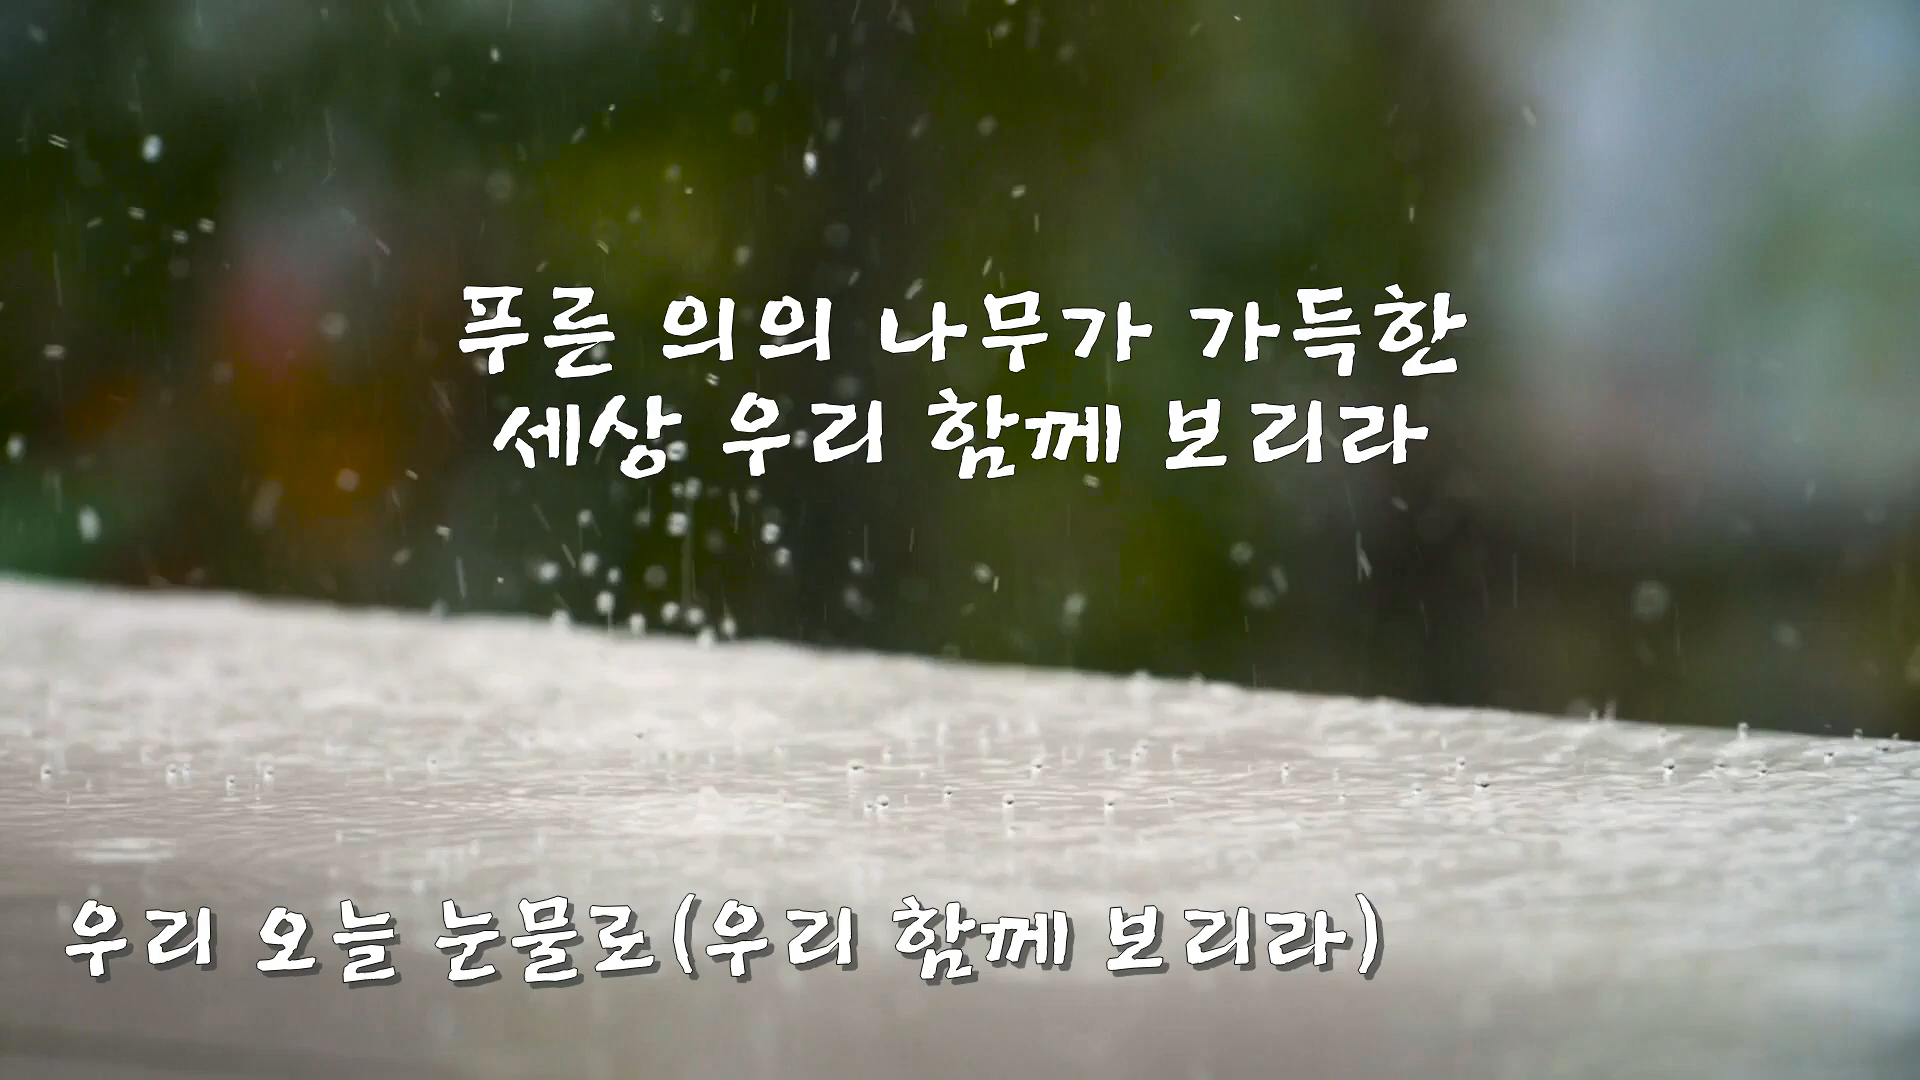 푸른 의의 나무가 가득한
세상 우리 함께 보리라
우리 오늘 눈물로(우리 함께 보리라)